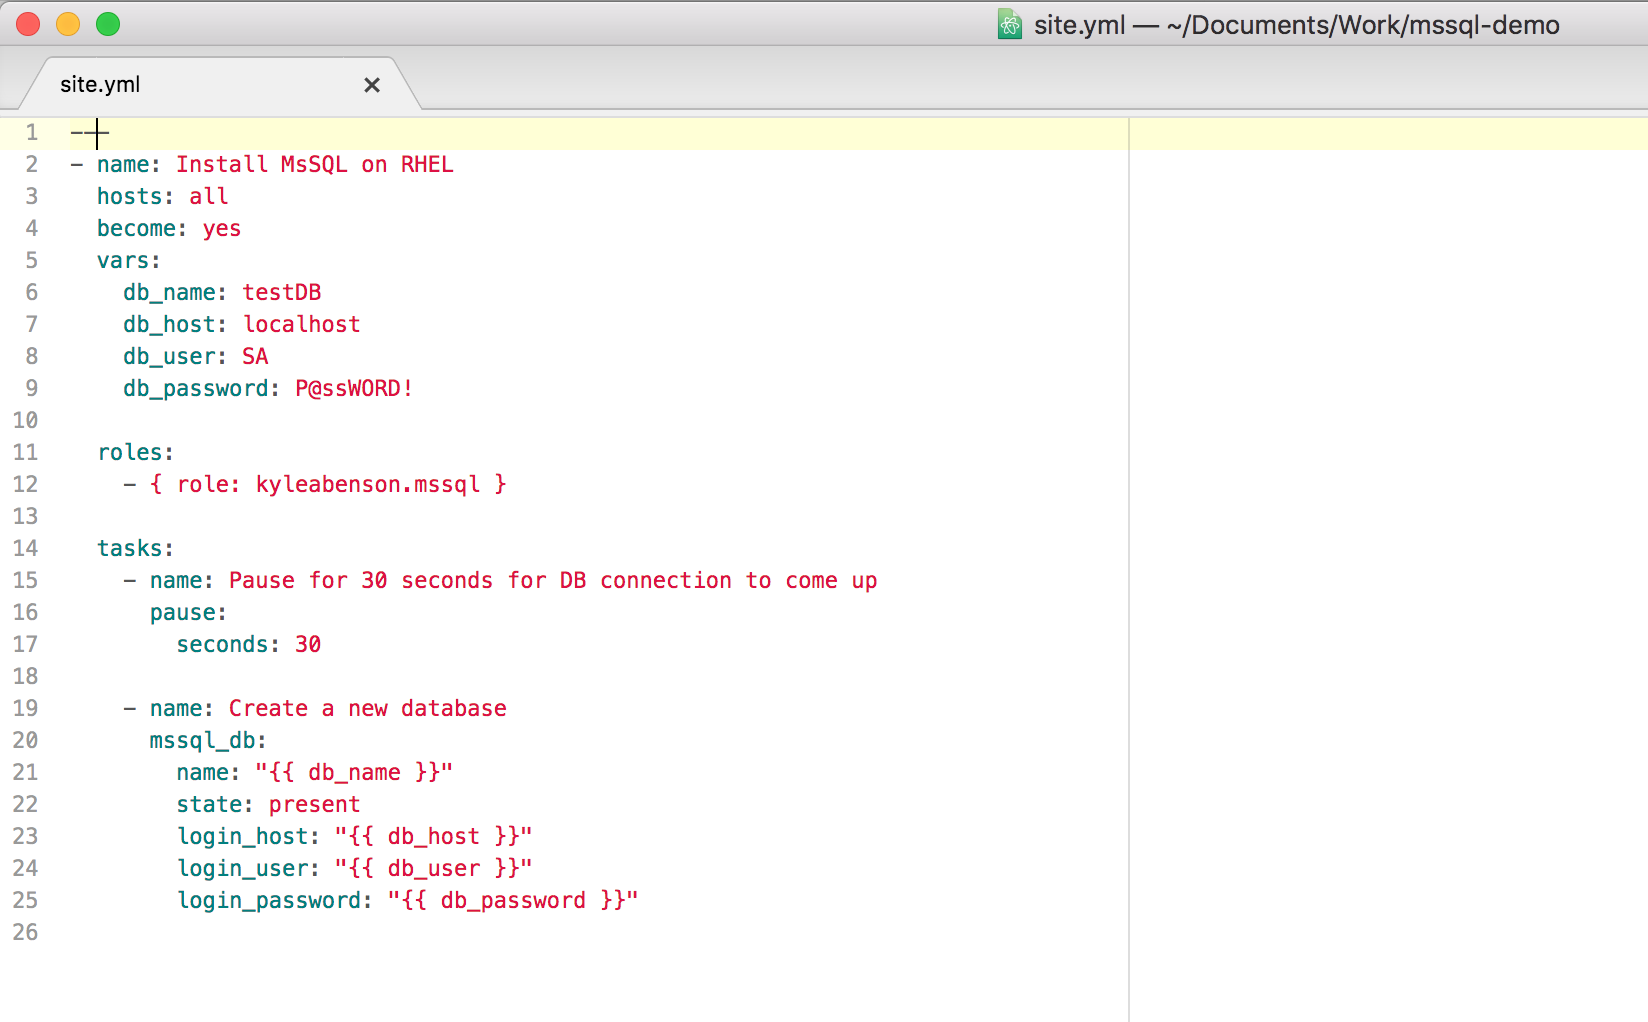 site.yml — ~/Documents/Work/mssql-demo
site.yml
1 ---
2 - name: Install MsSQL on RHEL
3   hosts: all
4   become: yes
5   vars:
6     db_name: testDB
7     db_host: localhost
8     db_user: SA
9     db_password: P@ssWORD!
10
11   roles:
12     - { role: kyleabenson.mssql }
13
14   tasks:
15     - name: Pause for 30 seconds for DB connection to come up
16       pause:
17         seconds: 30
18
19     - name: Create a new database
20       mssql_db:
21         name: "{{ db_name }}"
22         state: present
23         login_host: "{{ db_host }}"
24         login_user: "{{ db_user }}"
25         login_password: "{{ db_password }}"
26